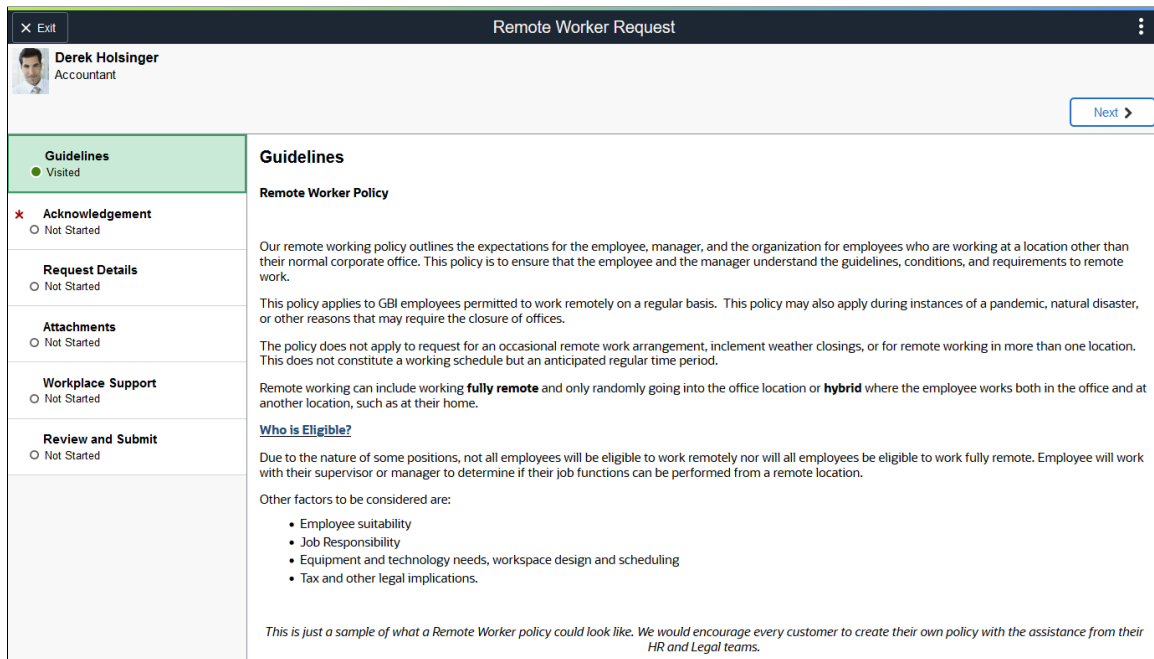 Exit
Remote Worker Request
Derek Holsinger
Accountant
Next
Guidelines
Visited
Acknowledgement
Not Started
Request Details
Not Started
Attachments
Not Started
Workplace Support
Not Started
Review and Submit
Not Started
Guidelines
Remote Worker Policy
Our remote working policy outlines the expectations for the employee, manager, and the organization for employees who are working at a location other than
their normal corporate office. This policy is to ensure that the employee and the manager understand the guidelines, conditions, and requirements to remote
work.
This policy applies to GBI employees permitted to work remotely on a regular basis.  This policy may also apply during instances of a pandemic, natural disaster,
or other reasons that may require the closure of offices.
The policy does not apply to request for an occasional remote work arrangement, inclement weather closings, or for remote working in more than one location.
This does not constitute a working schedule but an anticipated regular time period.
Remote working can include working fully remote and only randomly going into the office location or hybrid where the employee works both in the office and at
another location, such as at their home.
Who is Eligible?
Due to the nature of some positions, not all employees will be eligible to work remotely nor will all employees be eligible to work fully remote. Employee will work
with their supervisor or manager to determine if their job functions can be performed from a remote location.
Other factors to be considered are:
• Employee suitability
• Job Responsibility
• Equipment and technology needs, workspace design and scheduling
• Tax and other legal implications.
This is just a sample of what a Remote Worker policy could look like. We would encourage every customer to create their own policy with the assistance from their
HR and Legal teams.